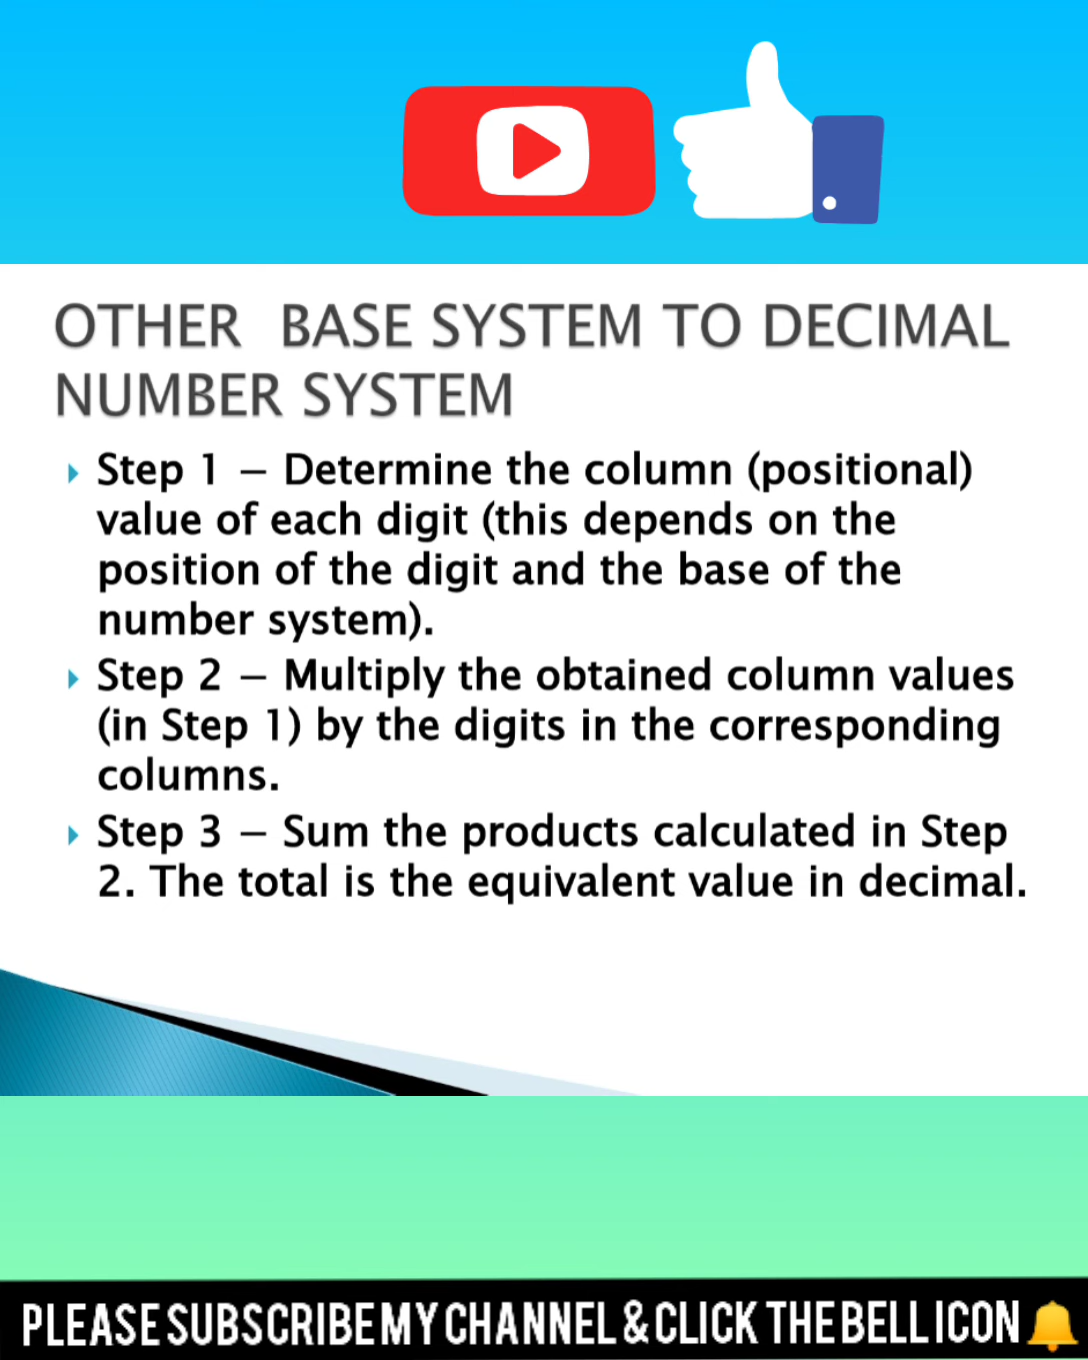 OTHER BASE SYSTEM TO DECIMAL
NUMBER SYSTEM
Step 1 – Determine the column (positional)
value of each digit (this depends on the
position of the digit and the base of the
number system).
Step 2 – Multiply the obtained column values
(in Step 1) by the digits in the corresponding
columns.
Step 3 – Sum the products calculated in Step
2. The total is the equivalent value in decimal.
PLEASE SUBSCRIBE MY CHANNEL & CLICK THE BELL ICON 🔔